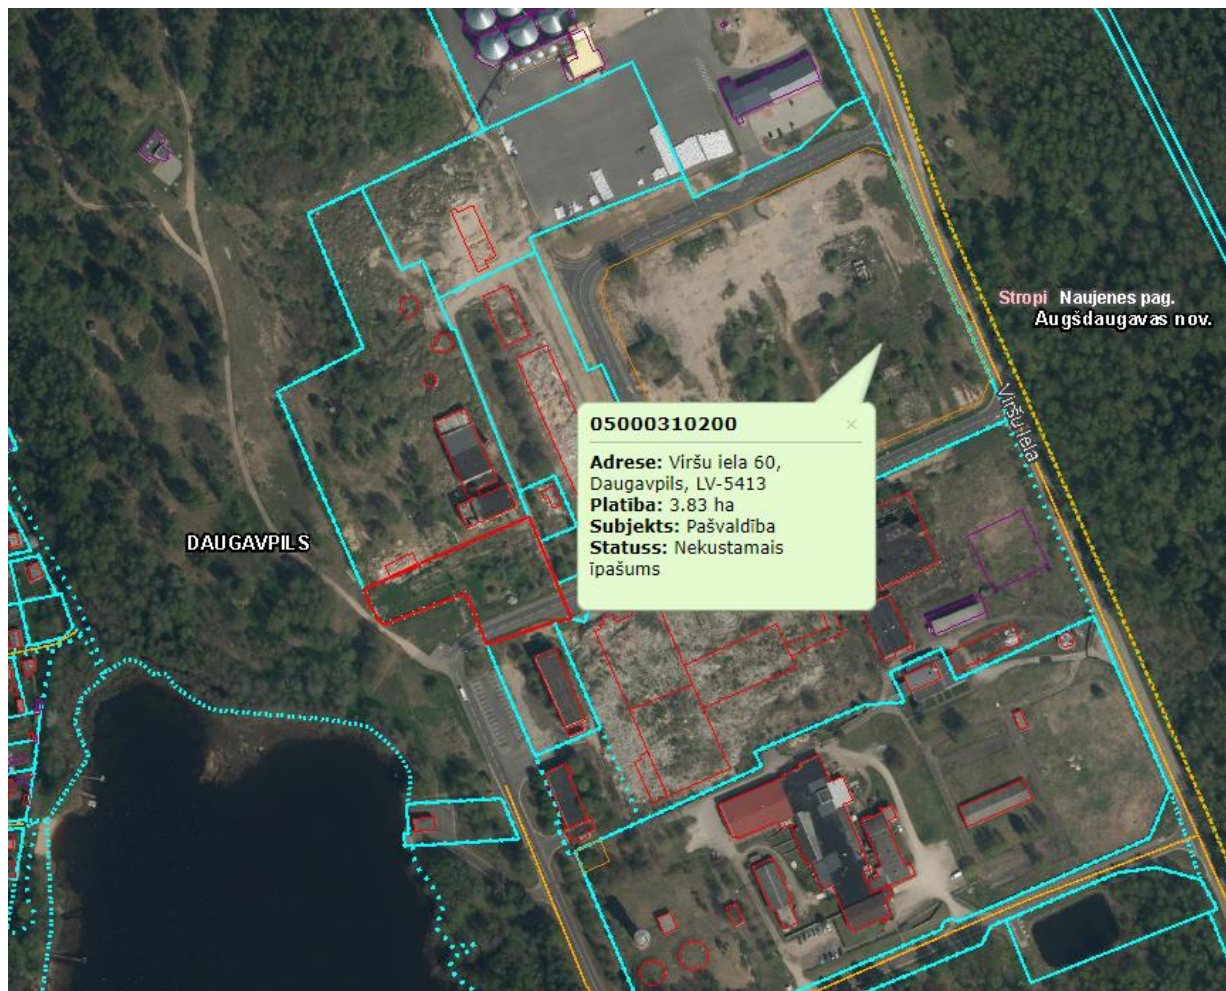 Stropi Naujenes pag.
Augšdaugavas nov.
Viršu iela
05000310200 ×
Adrese: Viršu iela 60,
Daugavpils, LV-5413
Platība: 3.83 ha
Subjekts: Pašvaldība
Statuss: Nekustamais
īpašums
DAUGAVPILS